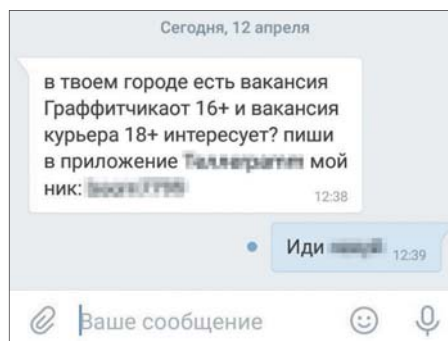 Сегодня, 12 апреля
в твоем городе есть вакансия
Граффитчикаот 16+ и вакансия
курьера 18+ интересует? пиши
в приложение мой
ник:
12:38
Иди
12:39
Ваше сообщение